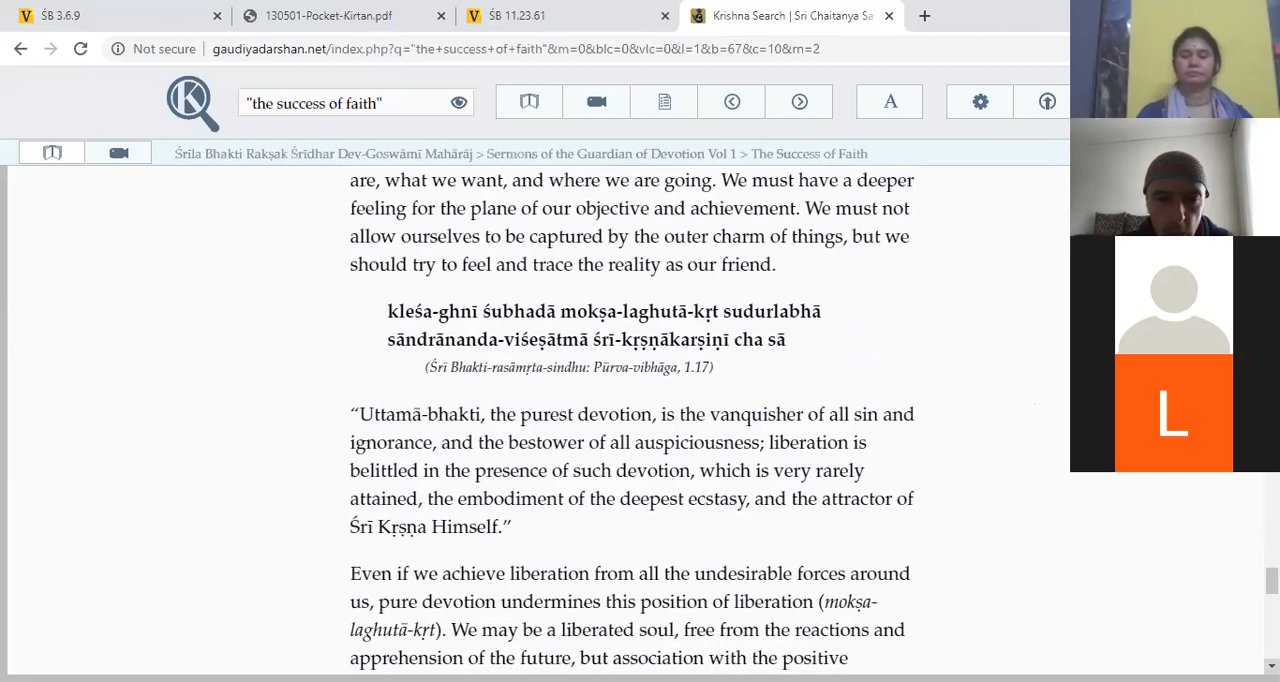 ŚB 3.6.9
130501-Pocket-Kirtan.pdf
ŚB 11.23.61
Krishna Search | Sri Chaitanya Sa
Not secure | gaudiyadarshan.net/index.php?q="the+success+of+faith"&m=0&blc=0&vlc=0&l=1&b=67&c=10&rn=2
K
"the success of faith"
A
Śrīla Bhakti Rakṣak Śrīdhar Dev-Goswāmī Mahārāj > Sermons of the Guardian of Devotion Vol 1 > The Success of Faith
are, what we want, and where we are going. We must have a deeper
feeling for the plane of our objective and achievement. We must not
allow ourselves to be captured by the outer charm of things, but we
should try to feel and trace the reality as our friend.
kleśa-ghnī śubhadā mokṣa-laghutā-kṛt sudurlabhā
sāndrānanda-viśeṣātmā śrī-kṛṣṇākarṣiṇī cha sā
(Śrī Bhakti-rasāmṛta-sindhu: Pūrva-vibhāga, 1.17)
“Uttamā-bhakti, the purest devotion, is the vanquisher of all sin and
ignorance, and the bestower of all auspiciousness; liberation is
belittled in the presence of such devotion, which is very rarely
attained, the embodiment of the deepest ecstasy, and the attractor of
Śrī Kṛṣṇa Himself.”
Even if we achieve liberation from all the undesirable forces around
us, pure devotion undermines this position of liberation (mokṣa-
laghutā-kṛt). We may be a liberated soul, free from the reactions and
apprehension of the future, but association with the positive
L